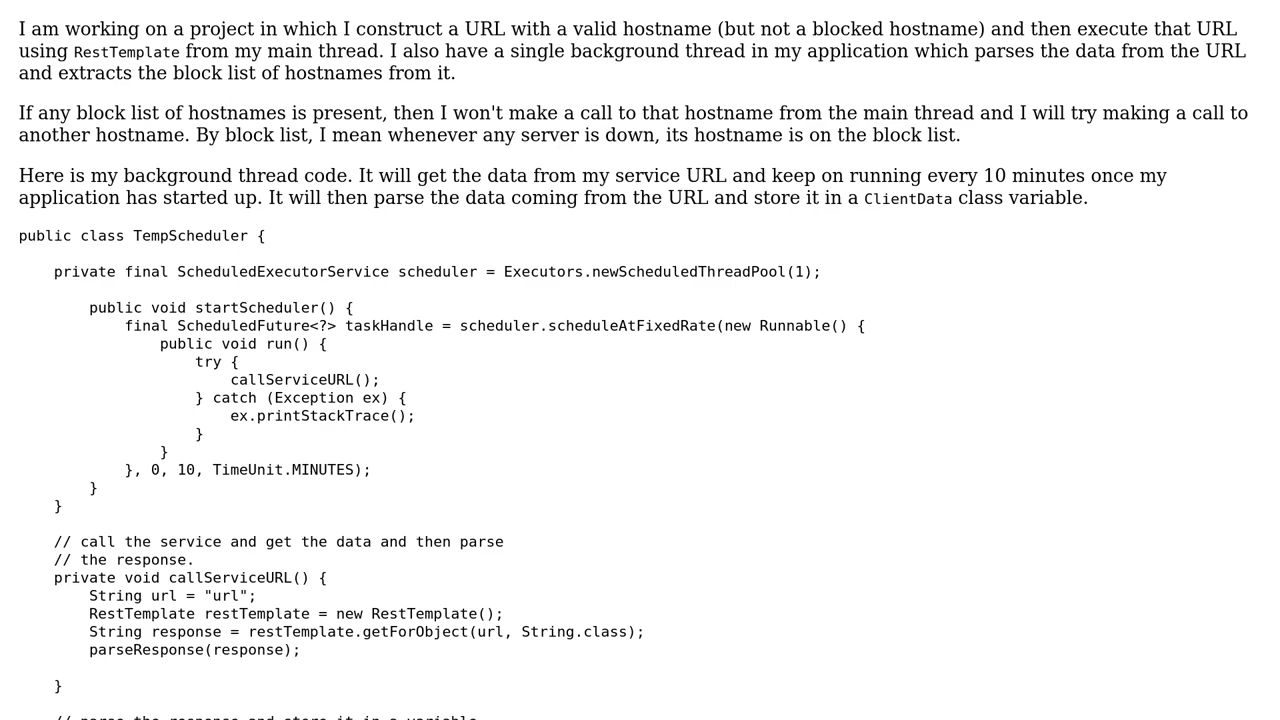 I am working on a project in which I construct a URL with a valid hostname (but not a blocked hostname) and then execute that URL
using RestTemplate from my main thread. I also have a single background thread in my application which parses the data from the URL
and extracts the block list of hostnames from it.
If any block list of hostnames is present, then I won't make a call to that hostname from the main thread and I will try making a call to
another hostname. By block list, I mean whenever any server is down, its hostname is on the block list.
Here is my background thread code. It will get the data from my service URL and keep on running every 10 minutes once my
application has started up. It will then parse the data coming from the URL and store it in a ClientData class variable.
public class TempScheduler {
    private final ScheduledExecutorService scheduler = Executors.newScheduledThreadPool(1);
        public void startScheduler() {
            final ScheduledFuture<?> taskHandle = scheduler.scheduleAtFixedRate(new Runnable() {
                public void run() {
                    try {
                        callServiceURL();
                    } catch (Exception ex) {
                        ex.printStackTrace();
                    }
                }
            }, 0, 10, TimeUnit.MINUTES);
        }
    }
    // call the service and get the data and then parse
    // the response.
    private void callServiceURL() {
        String url = "url";
        RestTemplate restTemplate = new RestTemplate();
        String response = restTemplate.getForObject(url, String.class);
        parseResponse(response);
    }
    // parse the response and store it in a variable